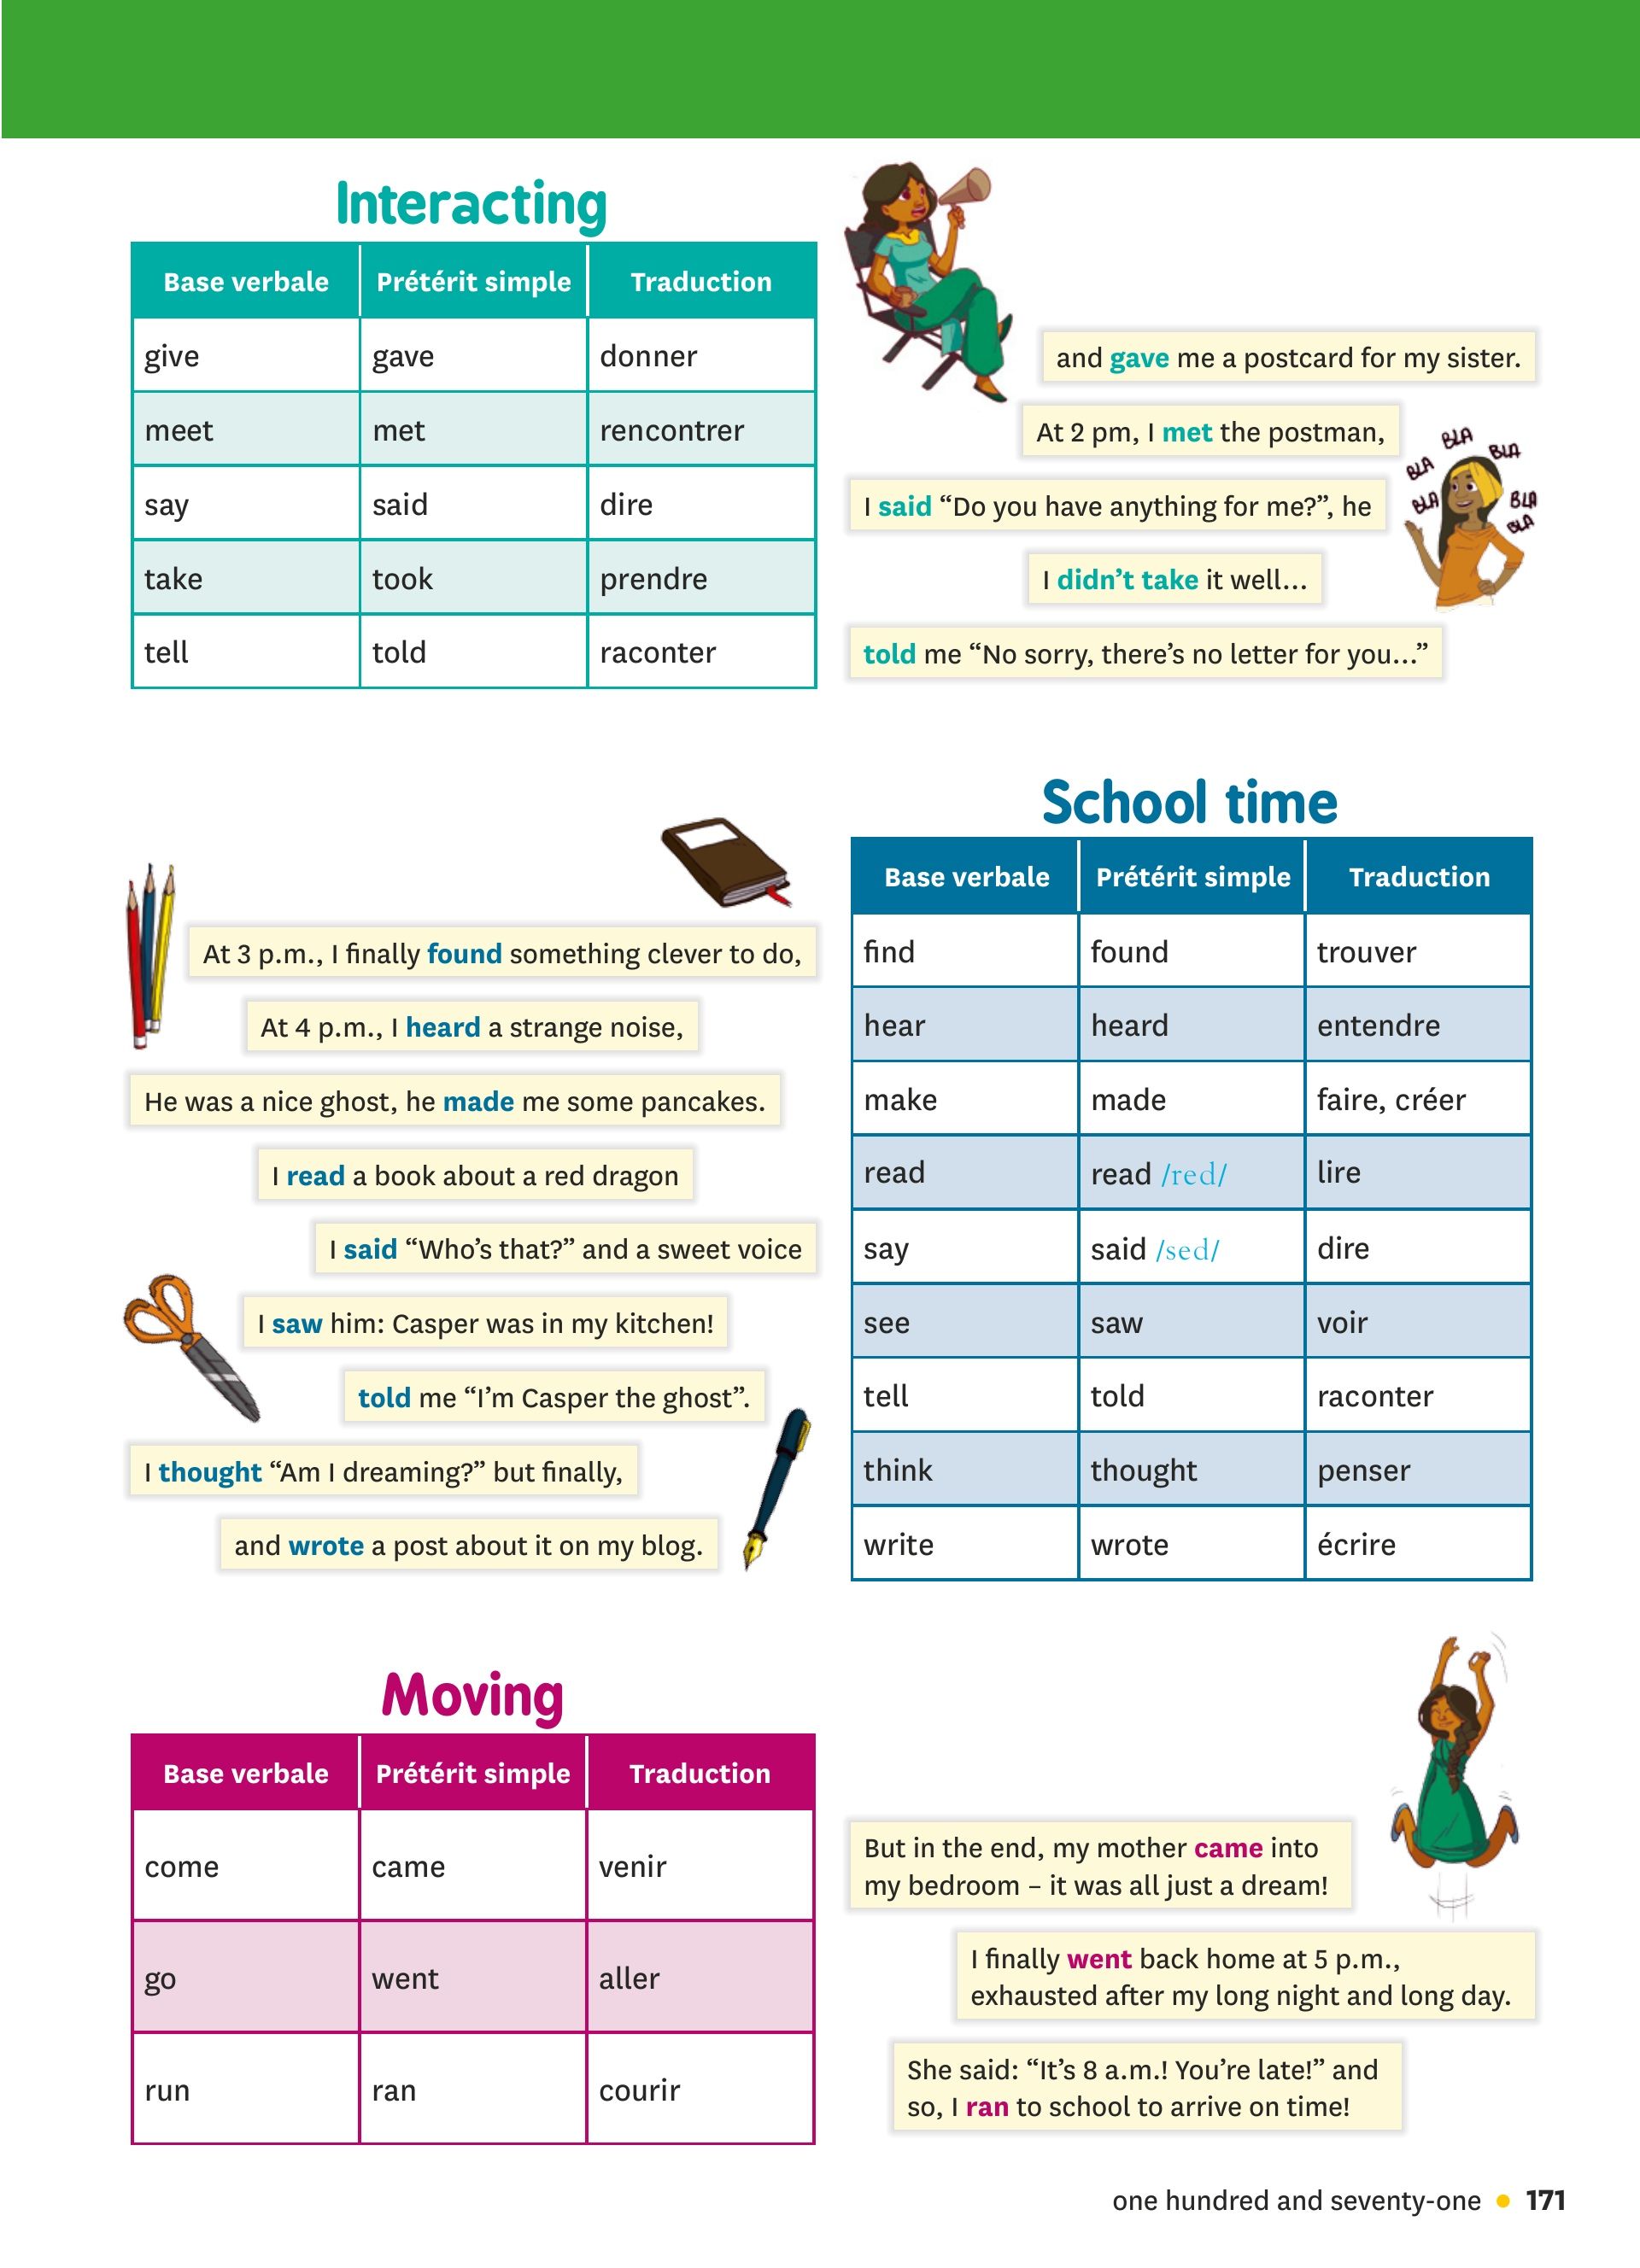 Interacting
Base verbale Prétérit simple Traduction
give gave donner
meet met rencontrer
say said dire
take took prendre
tell told raconter
and gave me a postcard for my sister.
At 2 pm, I met the postman,
I said “Do you have anything for me?”, he
I didn’t take it well…
told me “No sorry, there’s no letter for you…”
BLA
BLA
BLA
BLA
BLA
BLA
At 3 p.m., I finally found something clever to do,
At 4 p.m., I heard a strange noise,
He was a nice ghost, he made me some pancakes.
I read a book about a red dragon
I said “Who’s that?” and a sweet voice
I saw him: Casper was in my kitchen!
told me “I’m Casper the ghost”.
I thought “Am I dreaming?” but finally,
and wrote a post about it on my blog.
School time
Base verbale Prétérit simple Traduction
find found trouver
hear heard entendre
make made faire, créer
read read /red/ lire
say said /sed/ dire
see saw voir
tell told raconter
think thought penser
write wrote écrire
Moving
Base verbale Prétérit simple Traduction
come came venir
go went aller
run ran courir
But in the end, my mother came into
my bedroom – it was all just a dream!
I finally went back home at 5 p.m.,
exhausted after my long night and long day.
She said: “It’s 8 a.m.! You’re late!” and
so, I ran to school to arrive on time!
one hundred and seventy-one • 171